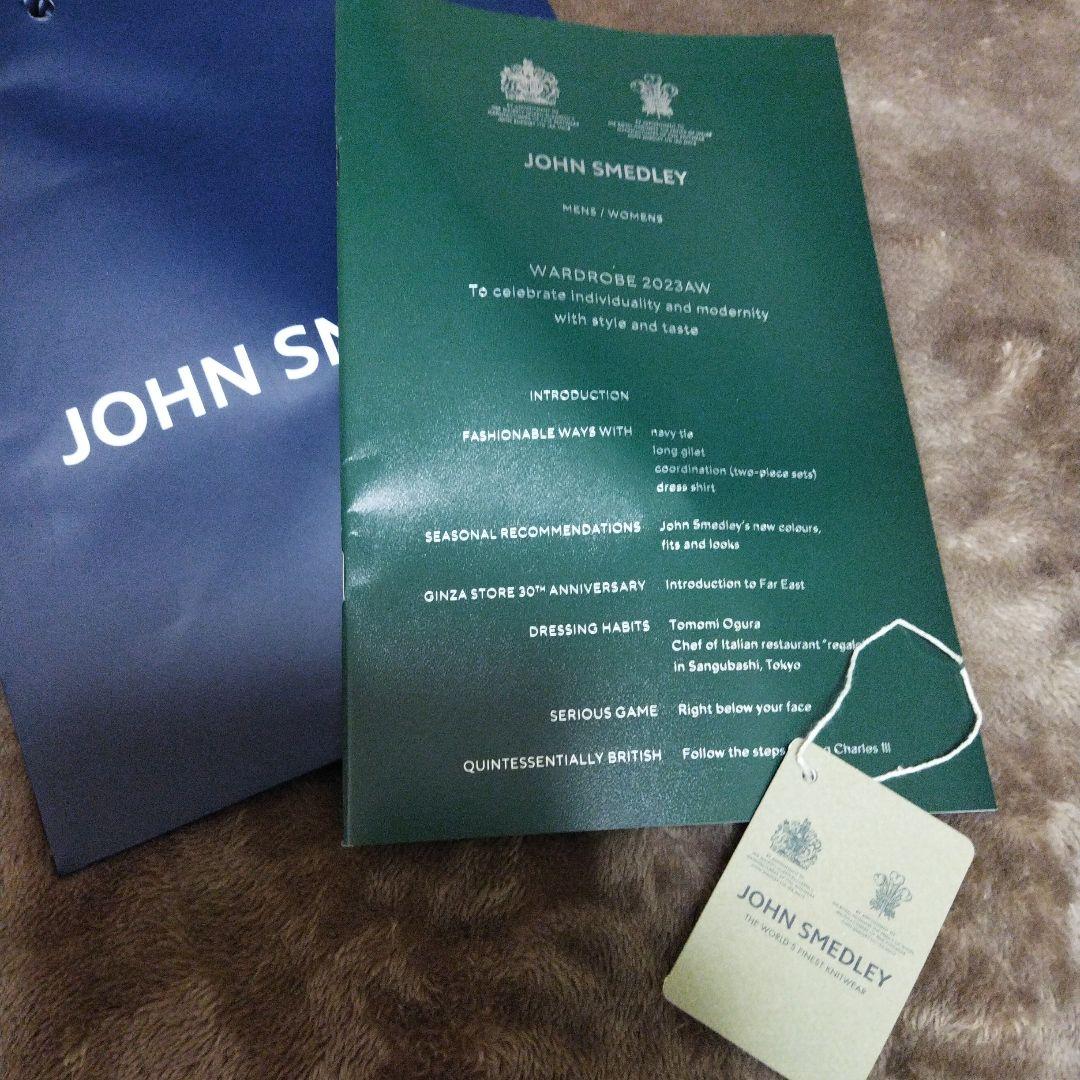 JOHN SM
JOHN SMEDLEY
MENS / WOMENS
WARDROBE 2023AW
To celebrate individuality and modernity
with style and taste
INTRODUCTION
FASHIONABLE WAYS WITH navy tie
long gilet
coordination (two-piece sets)
dress shirt
SEASONAL RECOMMENDATIONS John Smedley's new colours,
fits and looks
GINZA STORE 30TH ANNIVERSARY Introduction to Far East
DRESSING HABITS Tomomi Ogura
Chef of Italian restaurant "regal
in Sangubashi, Tokyo
SERIOUS GAME Right below your face
QUINTESSENTIALLY BRITISH Follow the steps Charles III
JOHN SMEDLEY
THE WORLD'S FINEST KNITWEAR